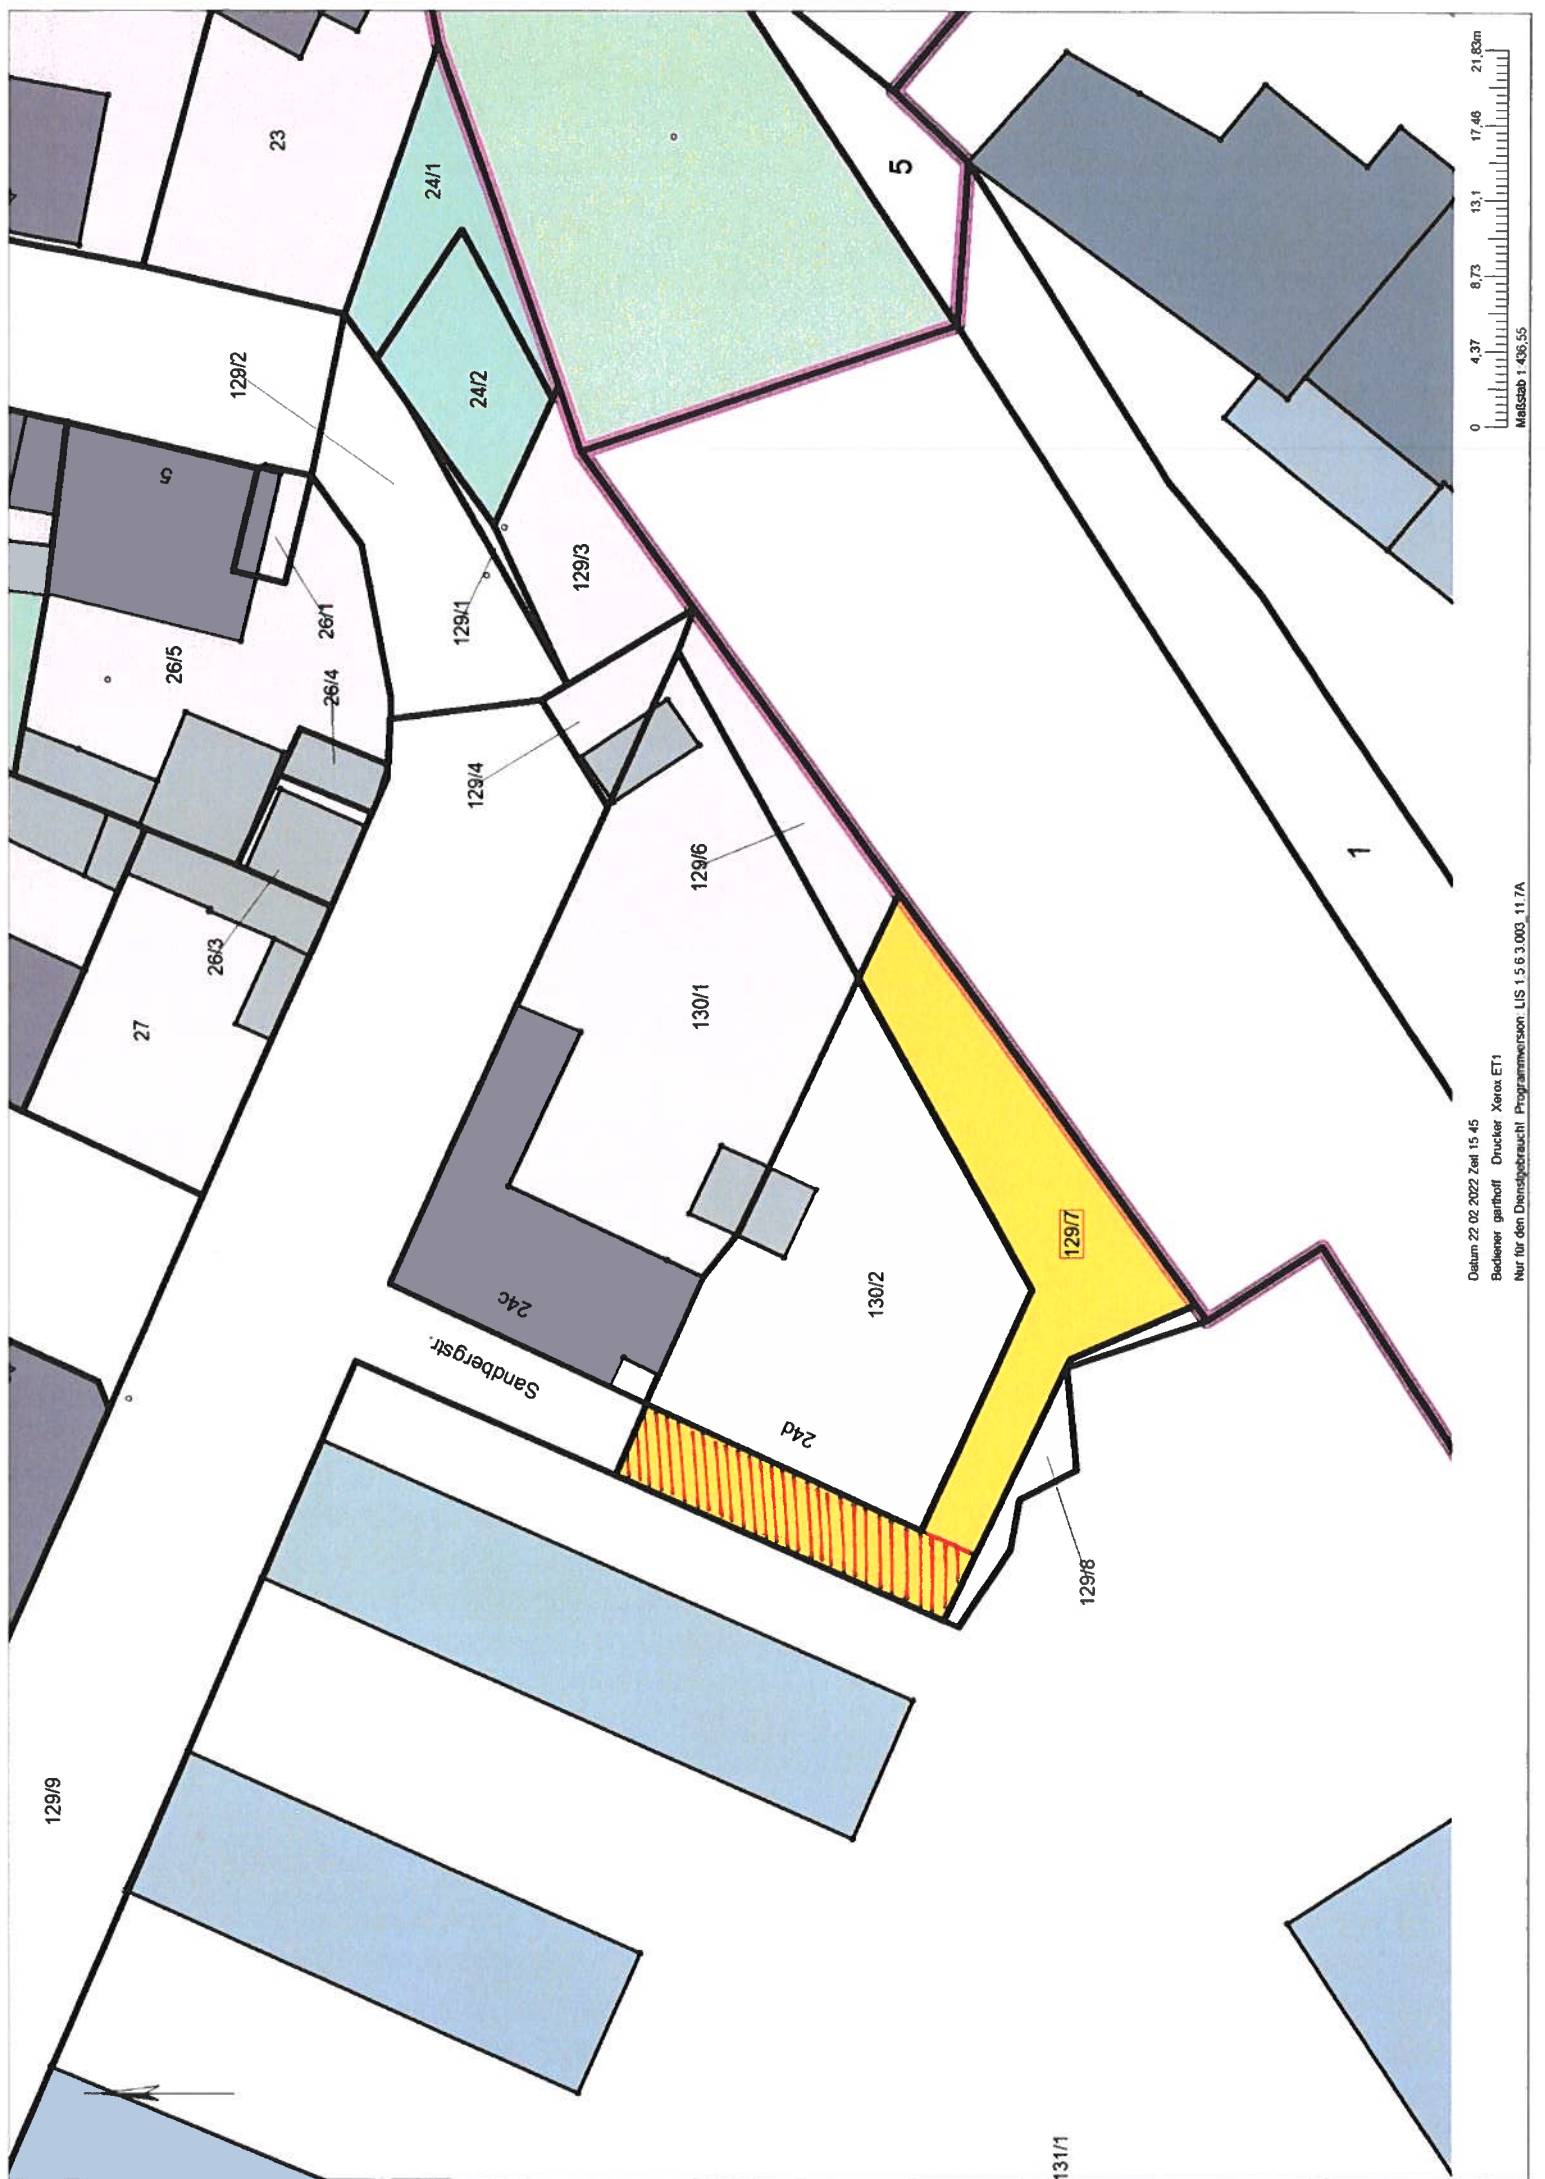 23
24/1
5
129/2
24/2
5
129/3
26/1
129/1
26/5
26/4
129/4
129/6
1
26/3
27
130/1
129/7
24c
130/2
Sandbergstr.
24d
129/8
129/9
131/1
0 4,37 8,73 13,1 17,46 21,83m
Maßstab 1:436,55
Datum 22 02 2022 Zeit 15 45
Bediener garthoff Drucker Xerox ET1
Nur für den Dienstgebrauch! Programmversion: LIS 1.5 6 3.003_11.7A